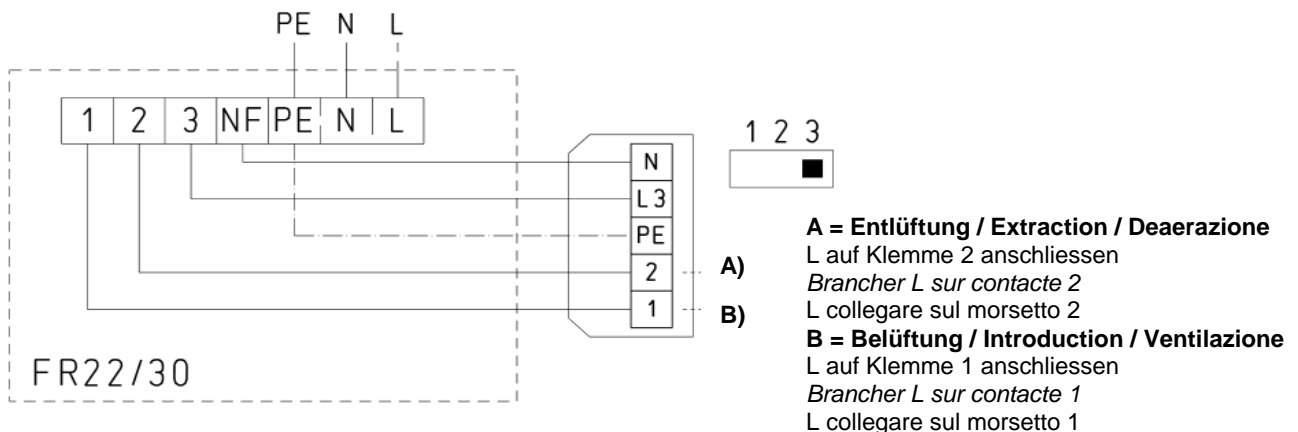 PE N L
1 2 3 NF PE N L
1 2 3
N
L3
PE
2 A)
1 B)
FR22/30
A = Entlüftung / Extraction / Deaerazione
L auf Klemme 2 anschliessen
Brancher L sur contacte 2
L collegare sul morsetto 2
B = Belüftung / Introduction / Ventilazione
L auf Klemme 1 anschliessen
Brancher L sur contacte 1
L collegare sul morsetto 1